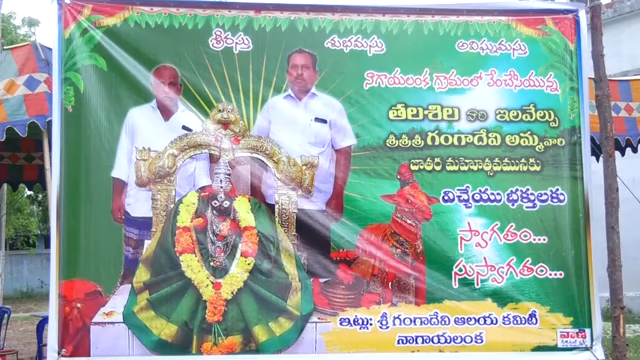 శ్రీరస్తు శుభమస్తు అవిఘ్నమస్తు
నాగాయలంక గ్రామంలో వేంచేసియున్న
తలశిల వారి ఇలవేల్పు
శ్రీశ్రీశ్రీ గంగాదేవి అమ్మవారి
జాతర మహోత్సవమునకు
విచ్చేయు భక్తులకు
స్వాగతం...
సుస్వాగతం...
ఇట్లు: శ్రీ గంగాదేవి ఆలయ కమిటీ
నాగాయలంక